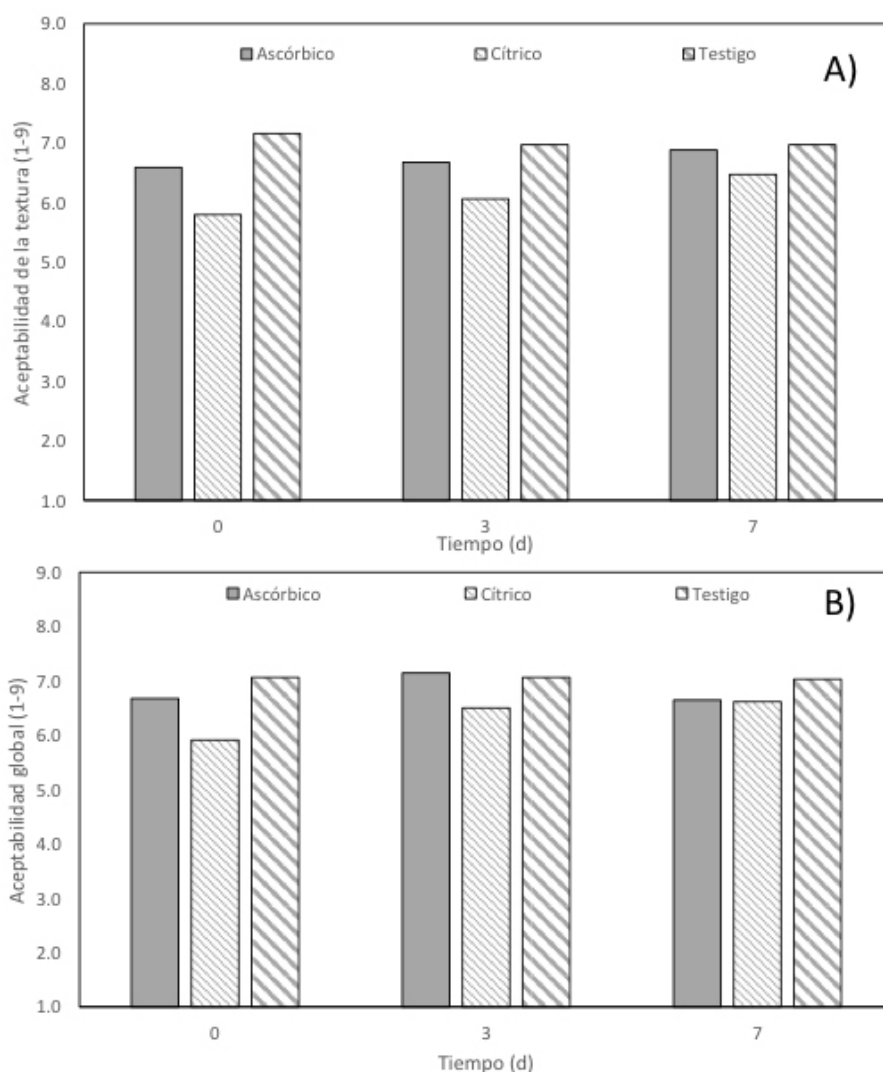 9.0
Ascórbico Cítrico Testigo
A)
8.0
7.0
6.0
5.0
4.0
3.0
2.0
1.0
Aceptabilidad de la textura (1-9)
0 3 7
Tiempo (d)
9.0
Ascórbico Cítrico Testigo
B)
8.0
7.0
6.0
5.0
4.0
3.0
2.0
1.0
Aceptabilidad global (1-9)
0 3 7
Tiempo (d)